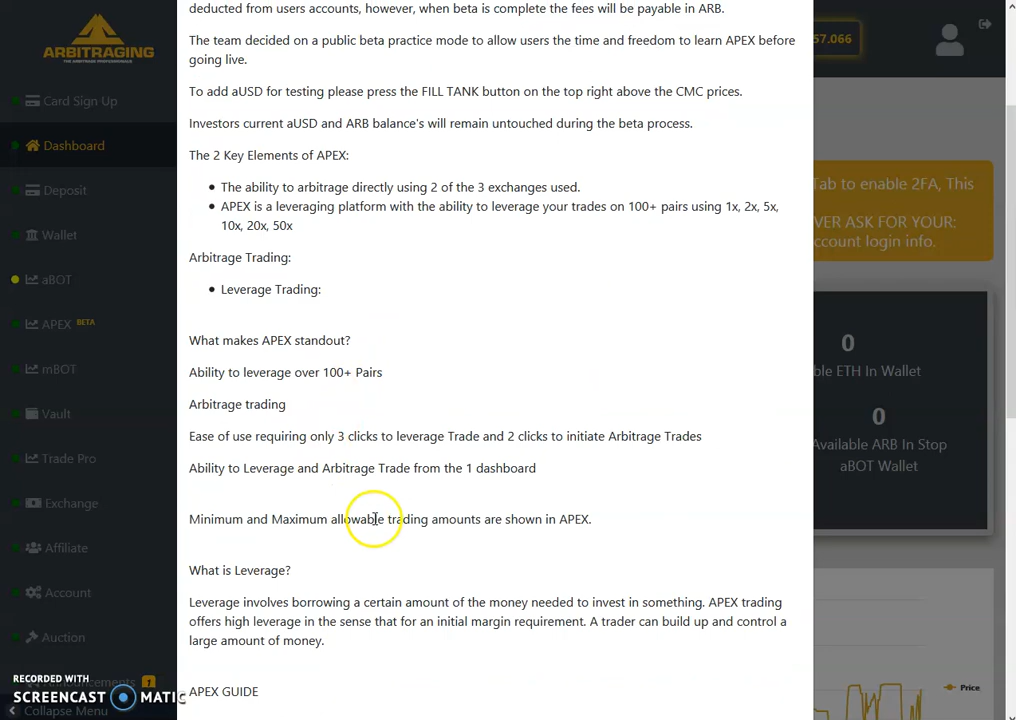 deducted from users accounts, however, when beta is complete the fees will be payable in ARB.
The team decided on a public beta practice mode to allow users the time and freedom to learn APEX before
going live.
To add aUSD for testing please press the FILL TANK button on the top right above the CMC prices.
Investors current aUSD and ARB balance's will remain untouched during the beta process.
The 2 Key Elements of APEX:
The ability to arbitrage directly using 2 of the 3 exchanges used.
APEX is a leveraging platform with the ability to leverage your trades on 100+ pairs using 1x, 2x, 5x,
10x, 20x, 50x
Arbitrage Trading:
Leverage Trading:
What makes APEX standout?
Ability to leverage over 100+ Pairs
Arbitrage trading
Ease of use requiring only 3 clicks to leverage Trade and 2 clicks to initiate Arbitrage Trades
Ability to Leverage and Arbitrage Trade from the 1 dashboard
Minimum and Maximum allowable trading amounts are shown in APEX.
What is Leverage?
Leverage involves borrowing a certain amount of the money needed to invest in something. APEX trading
offers high leverage in the sense that for an initial margin requirement. A trader can build up and control a
large amount of money.
APEX GUIDE
ARBITRAGING
THE ARBITRAGE PROFESSIONALS
Card Sign Up
Dashboard
Deposit
Wallet
aBOT
APEX BETA
mBOT
Vault
Trade Pro
Exchange
Affiliate
Account
Auction
Announcements 1
Collapse Menu
RECORDED WITH
SCREENCAST MATIC
57.066
Tab to enable 2FA, This
VER ASK FOR YOUR:
ccount login info.
0
ble ETH In Wallet
0
Available ARB In Stop
aBOT Wallet
Price